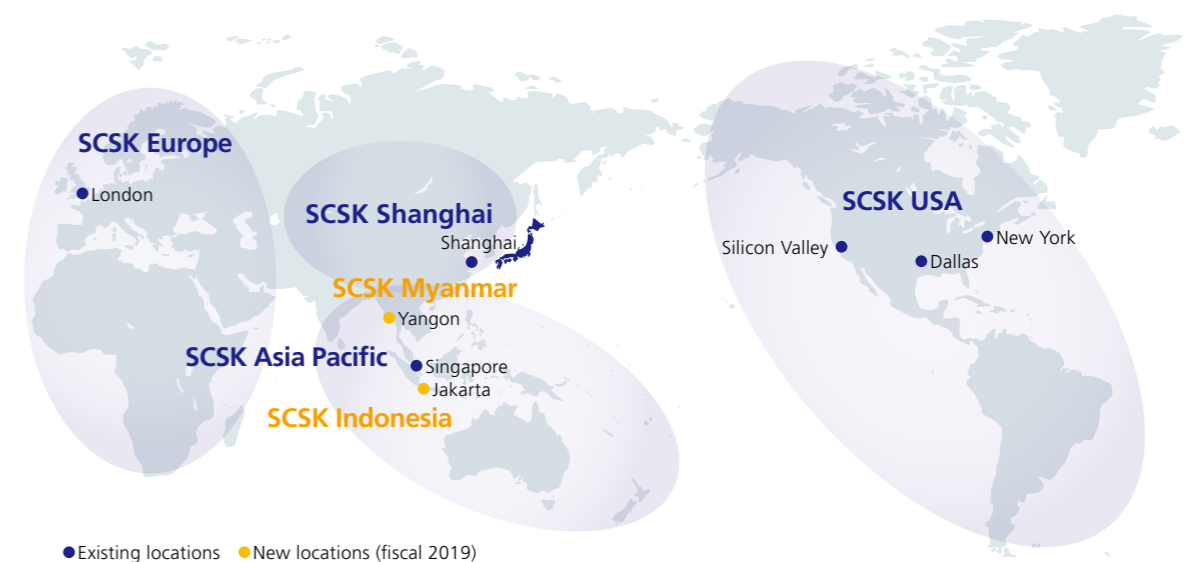 SCSK Europe
London
SCSK Shanghai
Shanghai
SCSK Myanmar
Yangon
SCSK Asia Pacific
Singapore
Jakarta
SCSK Indonesia
SCSK USA
Silicon Valley
New York
Dallas
Existing locations
New locations (fiscal 2019)